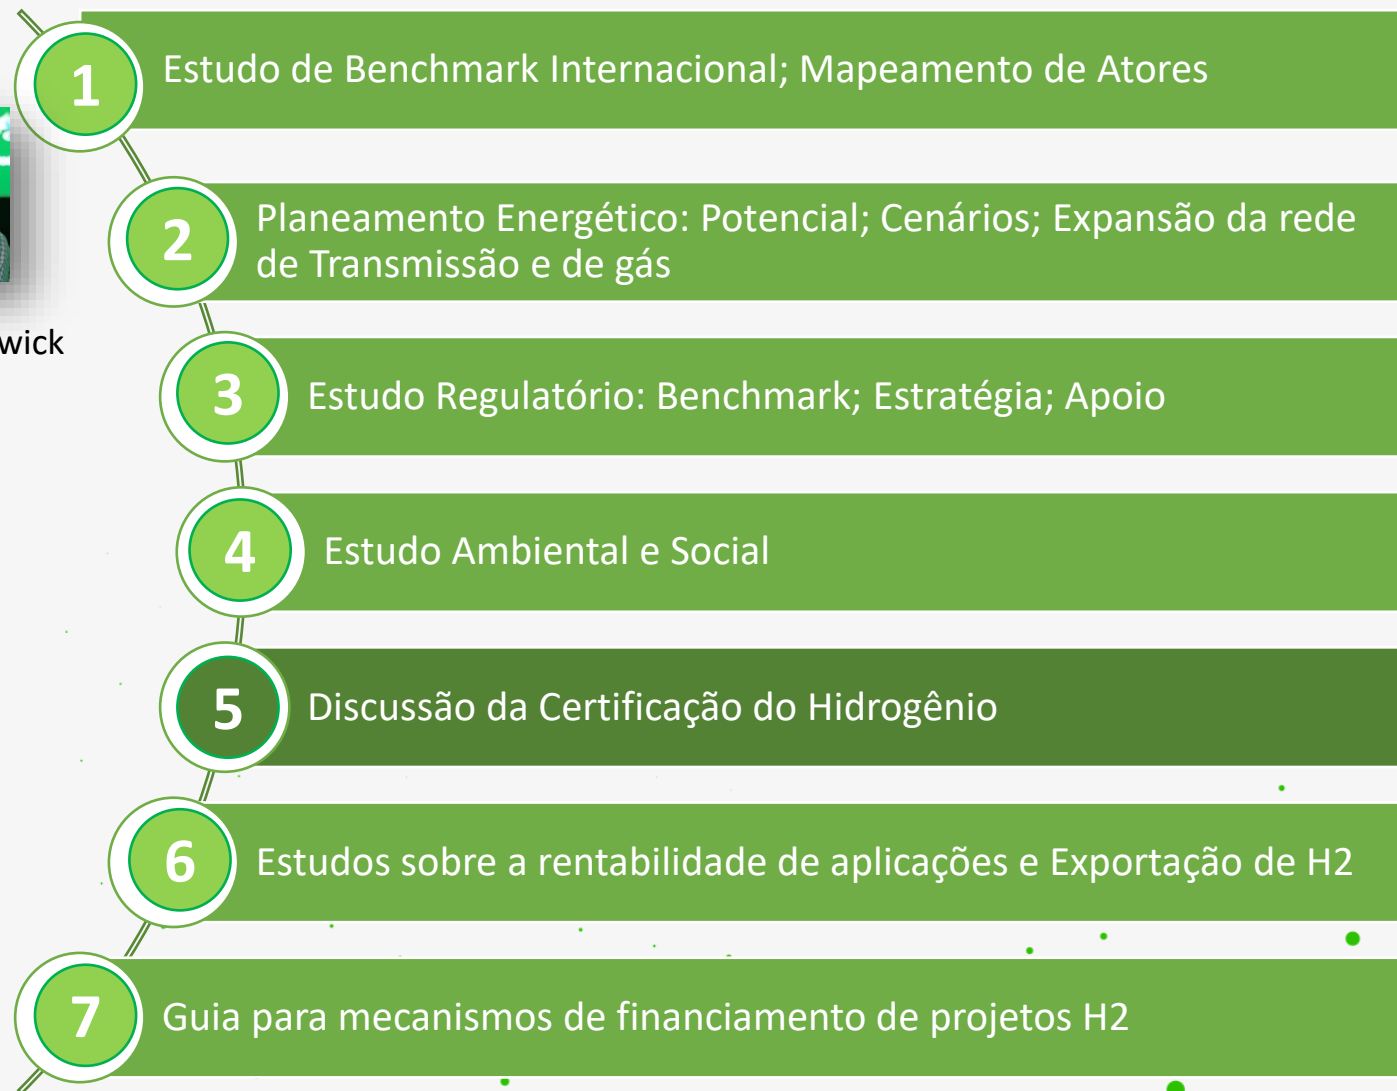 1
Estudo de Benchmark Internacional; Mapeamento de Atores
2
Planeamento Energético: Potencial; Cenários; Expansão da rede
de Transmissão e de gás
wick
3
Estudo Regulatório: Benchmark; Estratégia; Apoio
4
Estudo Ambiental e Social
5
Discussão da Certificação do Hidrogênio
6
Estudos sobre a rentabilidade de aplicações e Exportação de H2
7
Guia para mecanismos de financiamento de projetos H2